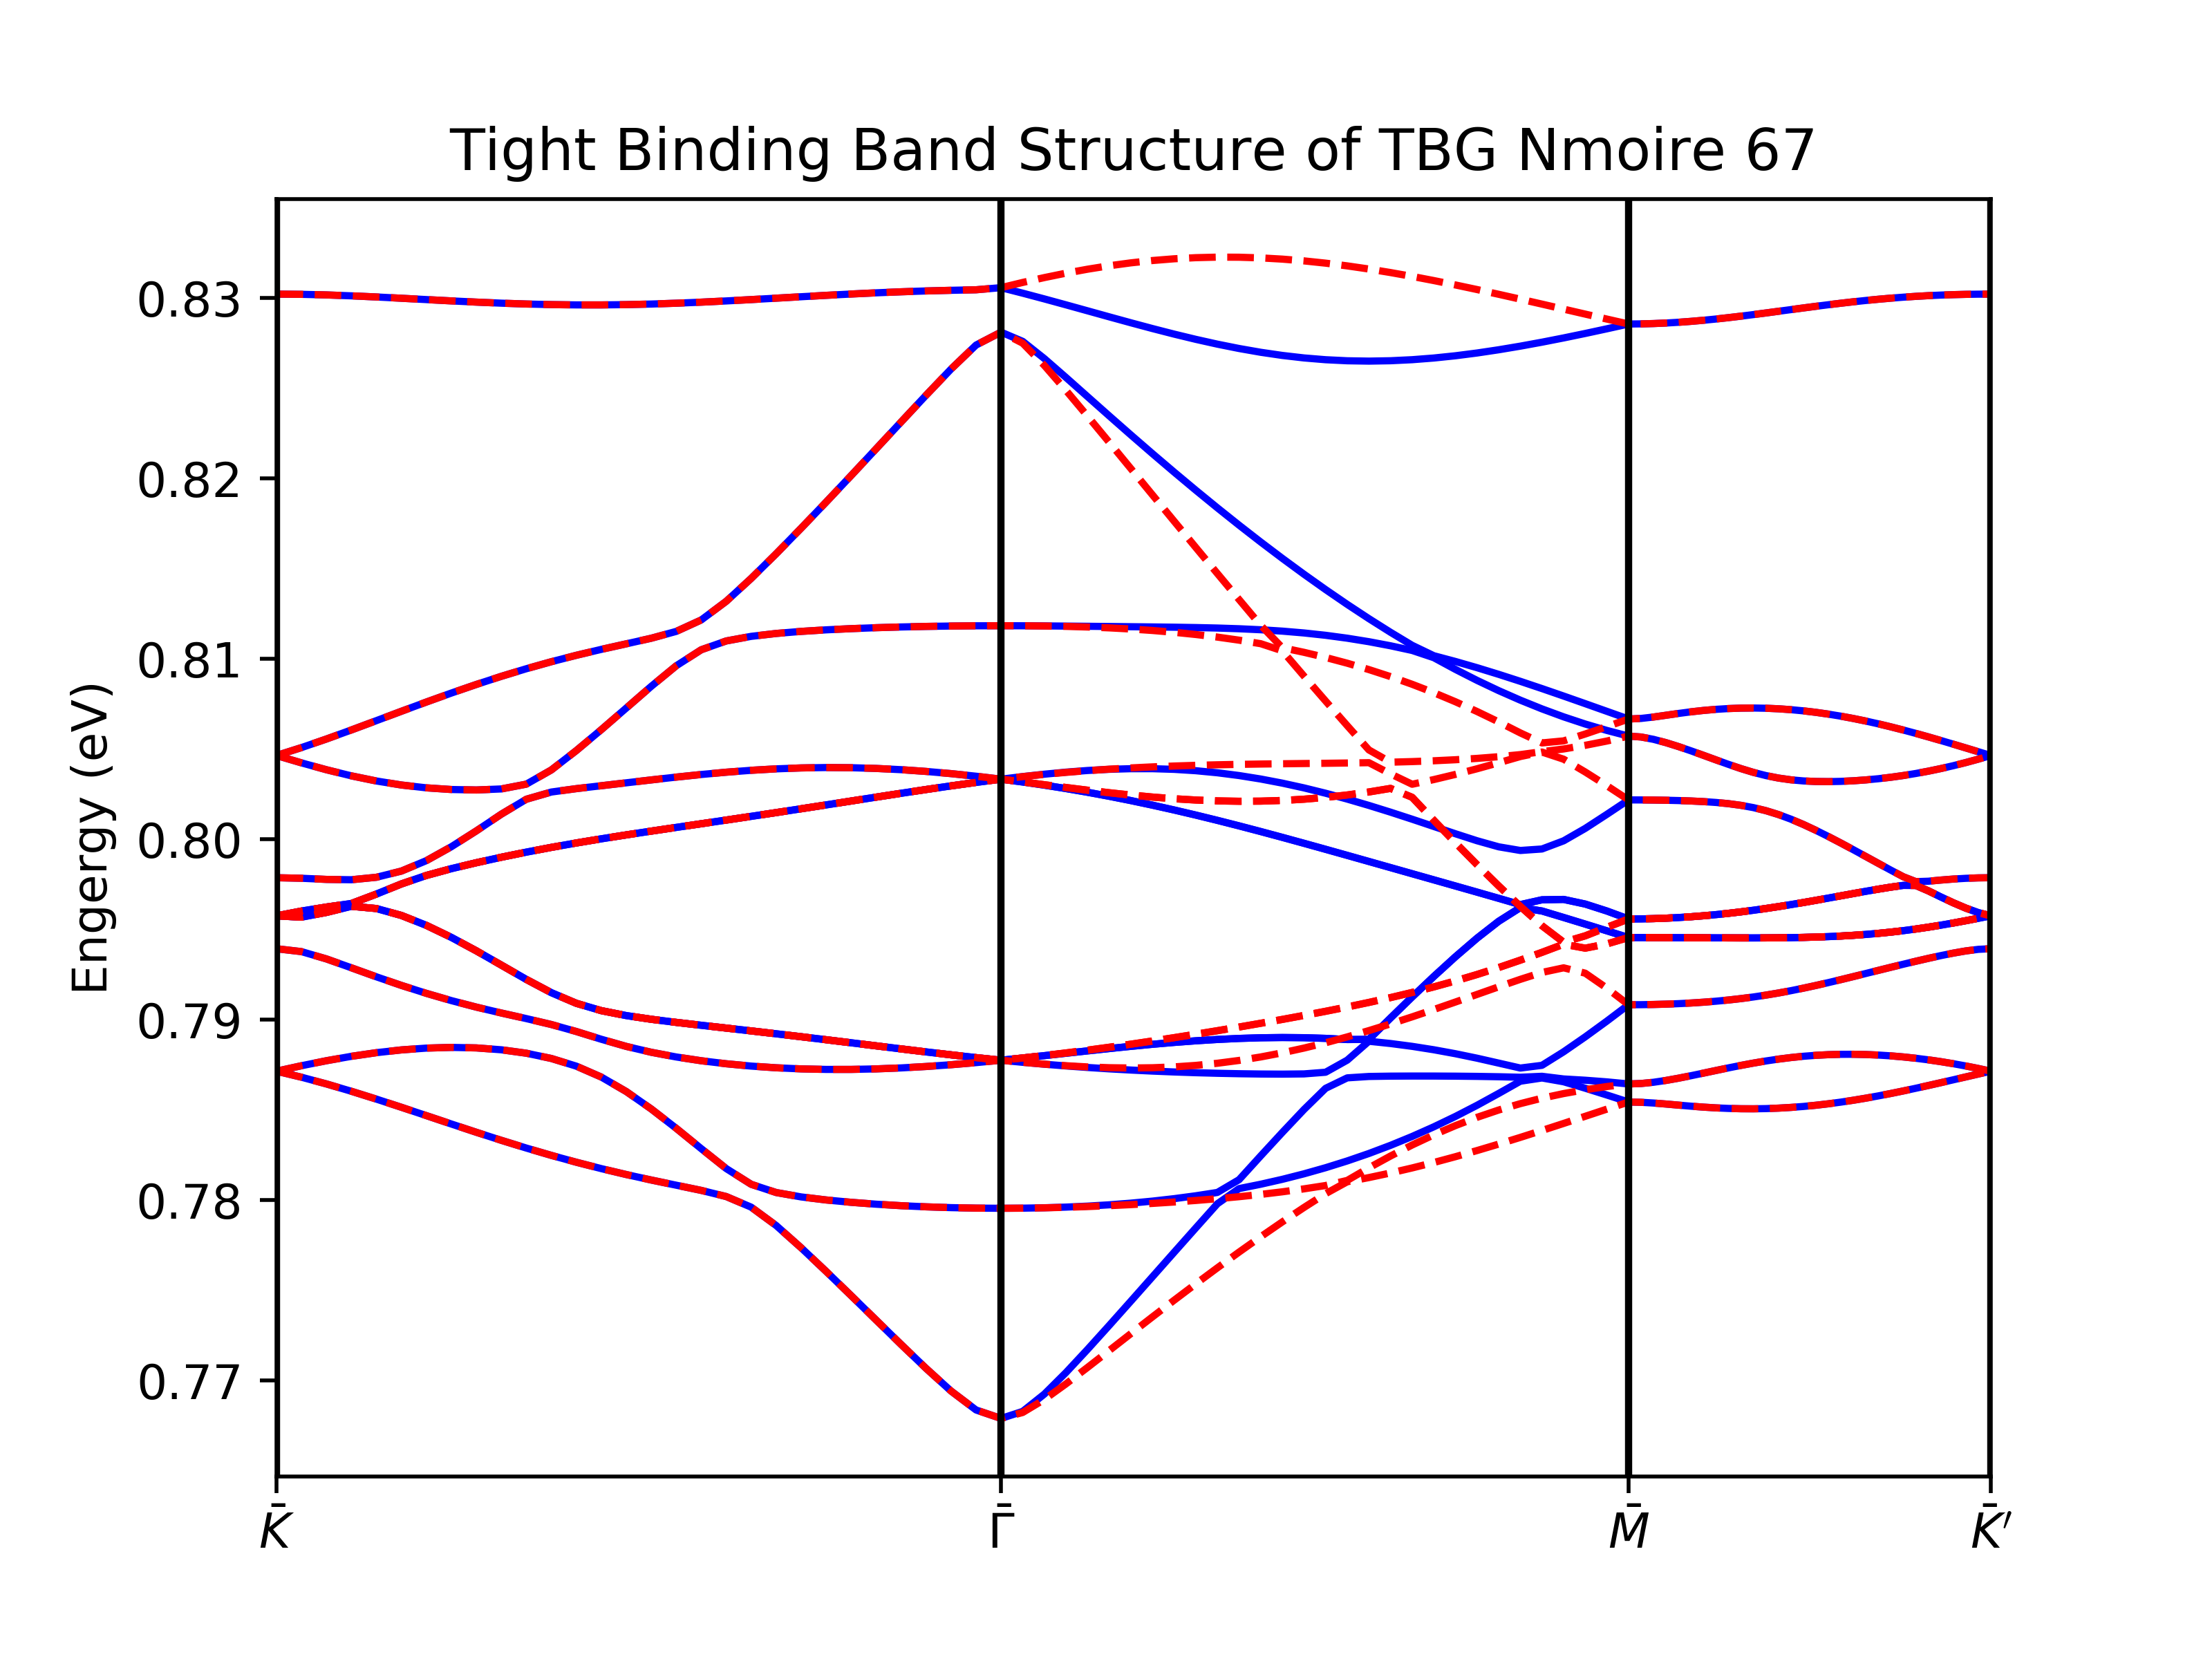 Tight Binding Band Structure of TBG Nmoire 67
Engergy (eV)
0.83
0.82
0.81
0.80
0.79
0.78
0.77
K̄ Γ̄ M̄ K̄′